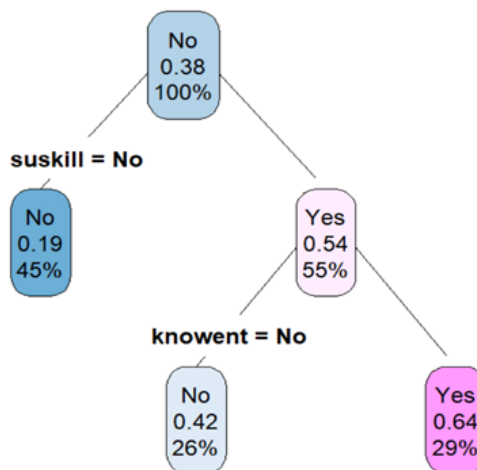 No
0.38
100%
suskill = No
No
0.19
45%
Yes
0.54
55%
knowent = No
No
0.42
26%
Yes
0.64
29%